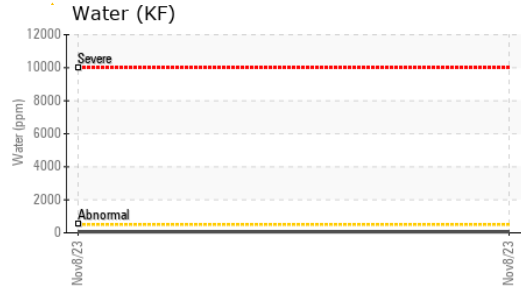 Water (KF)
12000
Severe
10000
8000
6000
4000
2000
Abnormal
0
Water (ppm)
Nov8/23
Nov8/23